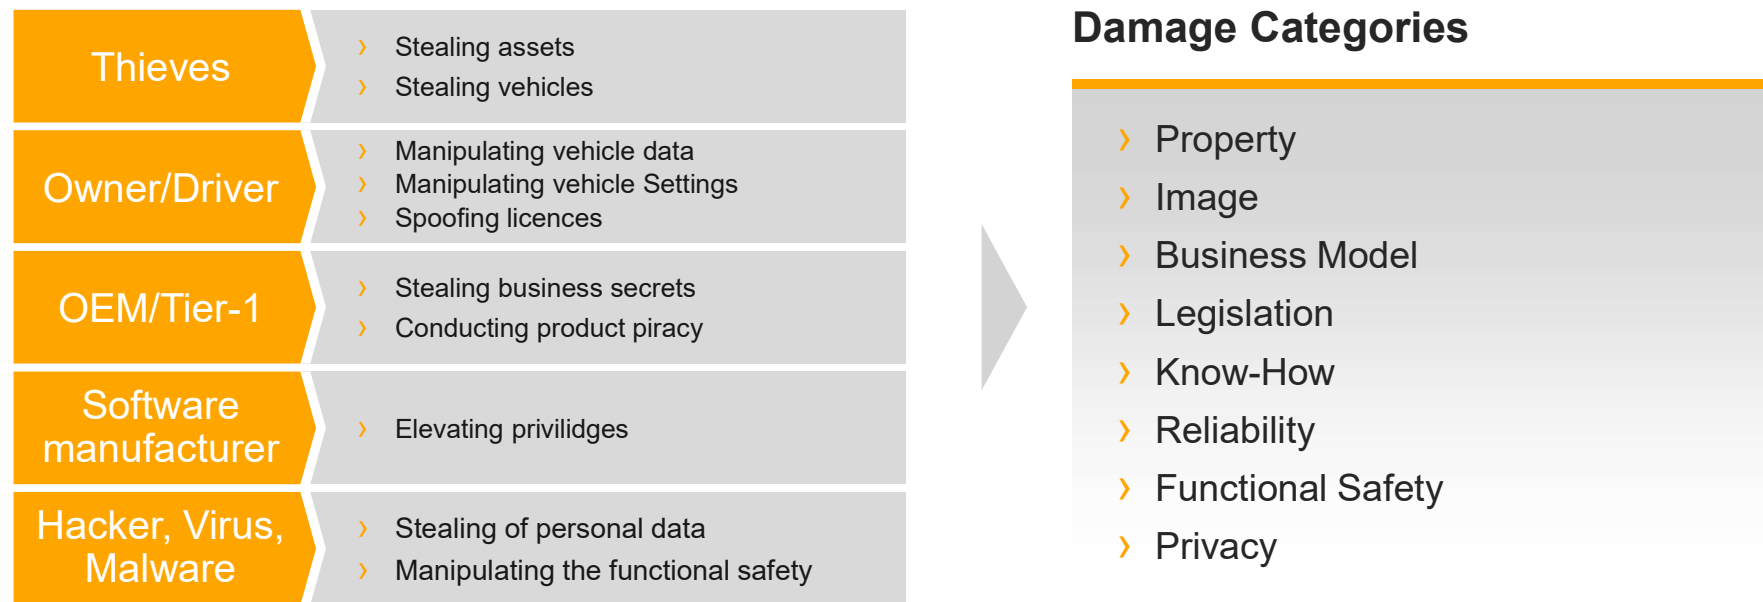 Thieves
Stealing assets
Stealing vehicles
Owner/Driver
Manipulating vehicle data
Manipulating vehicle Settings
Spoofing licences
OEM/Tier-1
Stealing business secrets
Conducting product piracy
Software
manufacturer
Elevating privilidges
Hacker, Virus,
Malware
Stealing of personal data
Manipulating the functional safety
Damage Categories
Property
Image
Business Model
Legislation
Know-How
Reliability
Functional Safety
Privacy